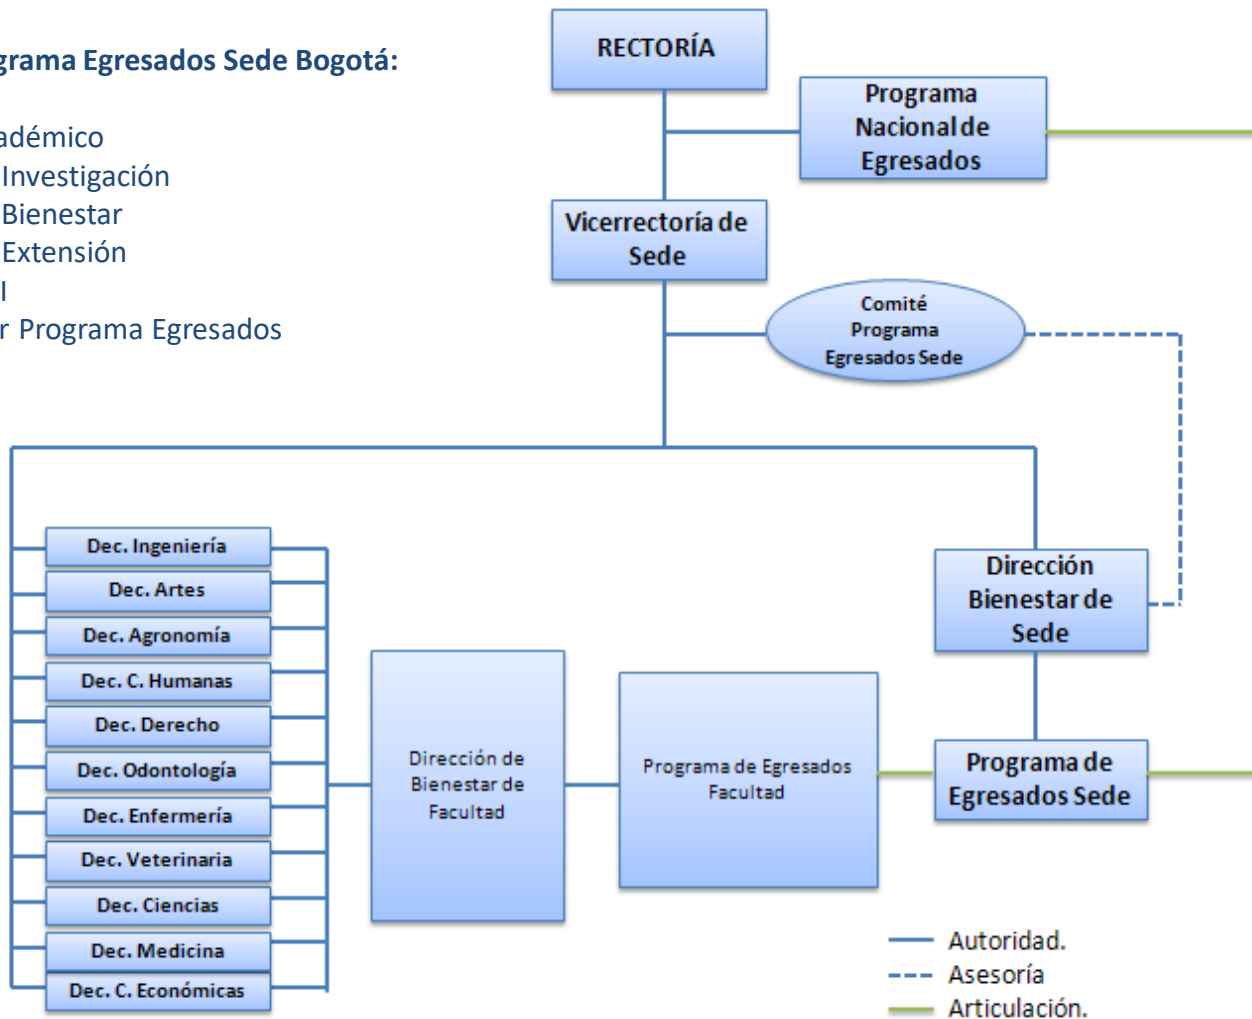 grama Egresados Sede Bogotá:
adémico
Investigación
Bienestar
Extensión
I
r Programa Egresados
RECTORÍA
Programa
Nacional de
Egresados
Vicerrectoría de
Sede
Comité
Programa
Egresados Sede
Dec. Ingeniería
Dec. Artes
Dec. Agronomía
Dec. C. Humanas
Dec. Derecho
Dec. Odontología
Dec. Enfermería
Dec. Veterinaria
Dec. Ciencias
Dec. Medicina
Dec. C. Económicas
Dirección de
Bienestar de
Facultad
Programa de Egresados
Facultad
Dirección
Bienestar de
Sede
Programa de
Egresados Sede
Autoridad.
Asesoría
Articulación.